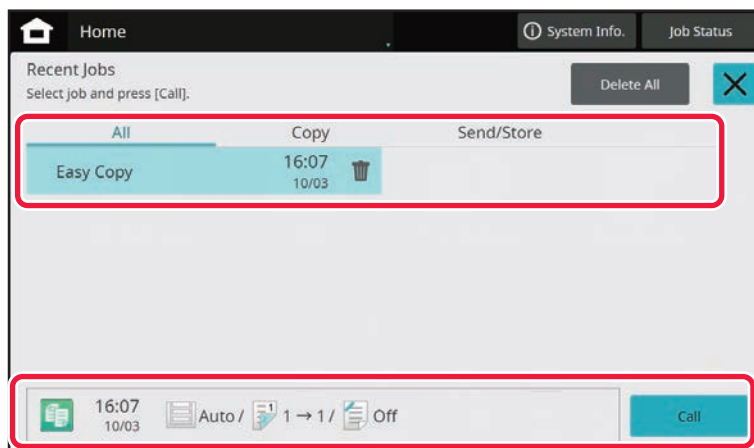 Home
System Info.
Job Status
Recent Jobs
Select job and press [Call].
Delete All
All
Copy
Send/Store
Easy Copy
16:07
10/03
16:07
10/03
Auto /
1
1 → 1 /
Off
Call